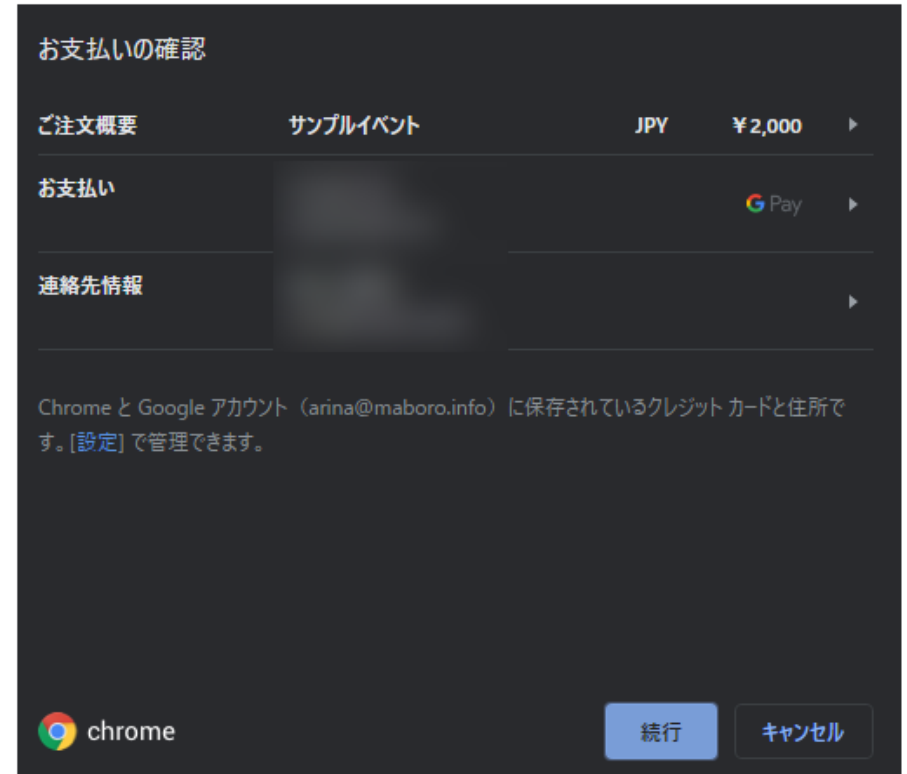 お支払いの確認
ご注文概要 サンプルイベント JPY ¥2,000
お支払い G Pay
連絡先情報
Chrome と Google アカウント（arina@maboro.info）に保存されているクレジット カードと住所で
す。[設定] で管理できます。
chrome 続行 キャンセル